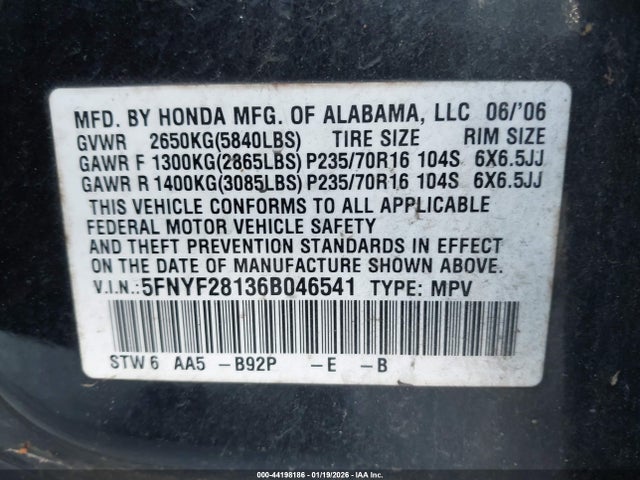 MFD. BY HONDA MFG. OF ALABAMA, LLC 06/'06
GVWR 2650KG(5840LBS) TIRE SIZE RIM SIZE
GAWR F 1300KG(2865LBS) P235/70R16 104S 6X6.5JJ
GAWR R 1400KG(3085LBS) P235/70R16 104S 6X6.5JJ
THIS VEHICLE CONFORMS TO ALL APPLICABLE
FEDERAL MOTOR VEHICLE SAFETY
AND THEFT PREVENTION STANDARDS IN EFFECT
ON THE DATE OF MANUFACTURE SHOWN ABOVE.
V.I.N.: 5FNYF28136B046541 TYPE: MPV
STW 6 AA5 -B92P -E -B
000-44198186 - 01/19/2026 - IAA Inc.